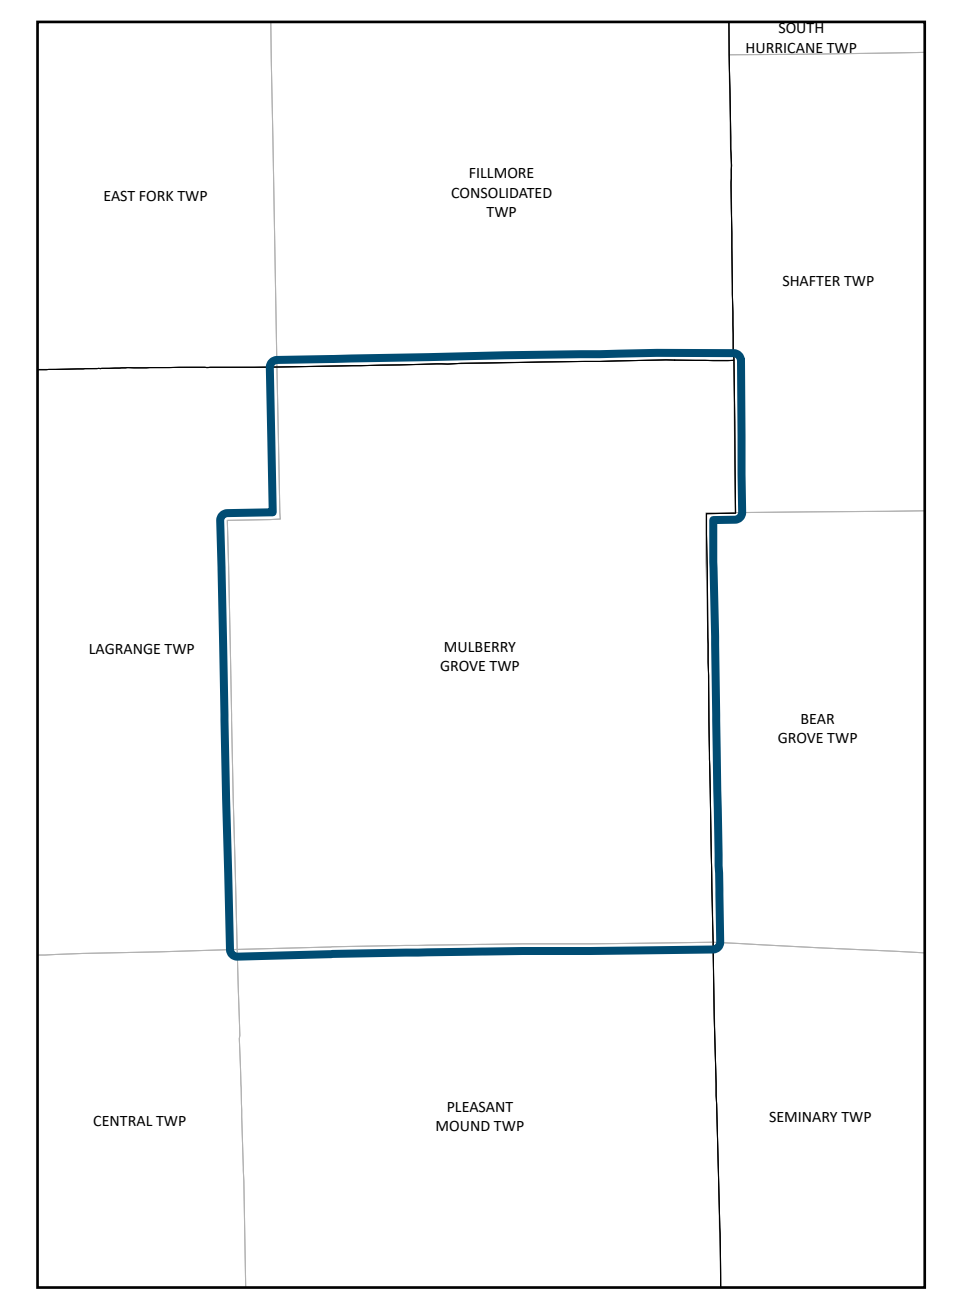 SOUTH
HURRICANE TWP
FILLMORE
CONSOLIDATED
TWP
EAST FORK TWP
SHAFTER TWP
LAGRANGE TWP
MULBERRY
GROVE TWP
BEAR
GROVE TWP
CENTRAL TWP
PLEASANT
MOUND TWP
SEMINARY TWP